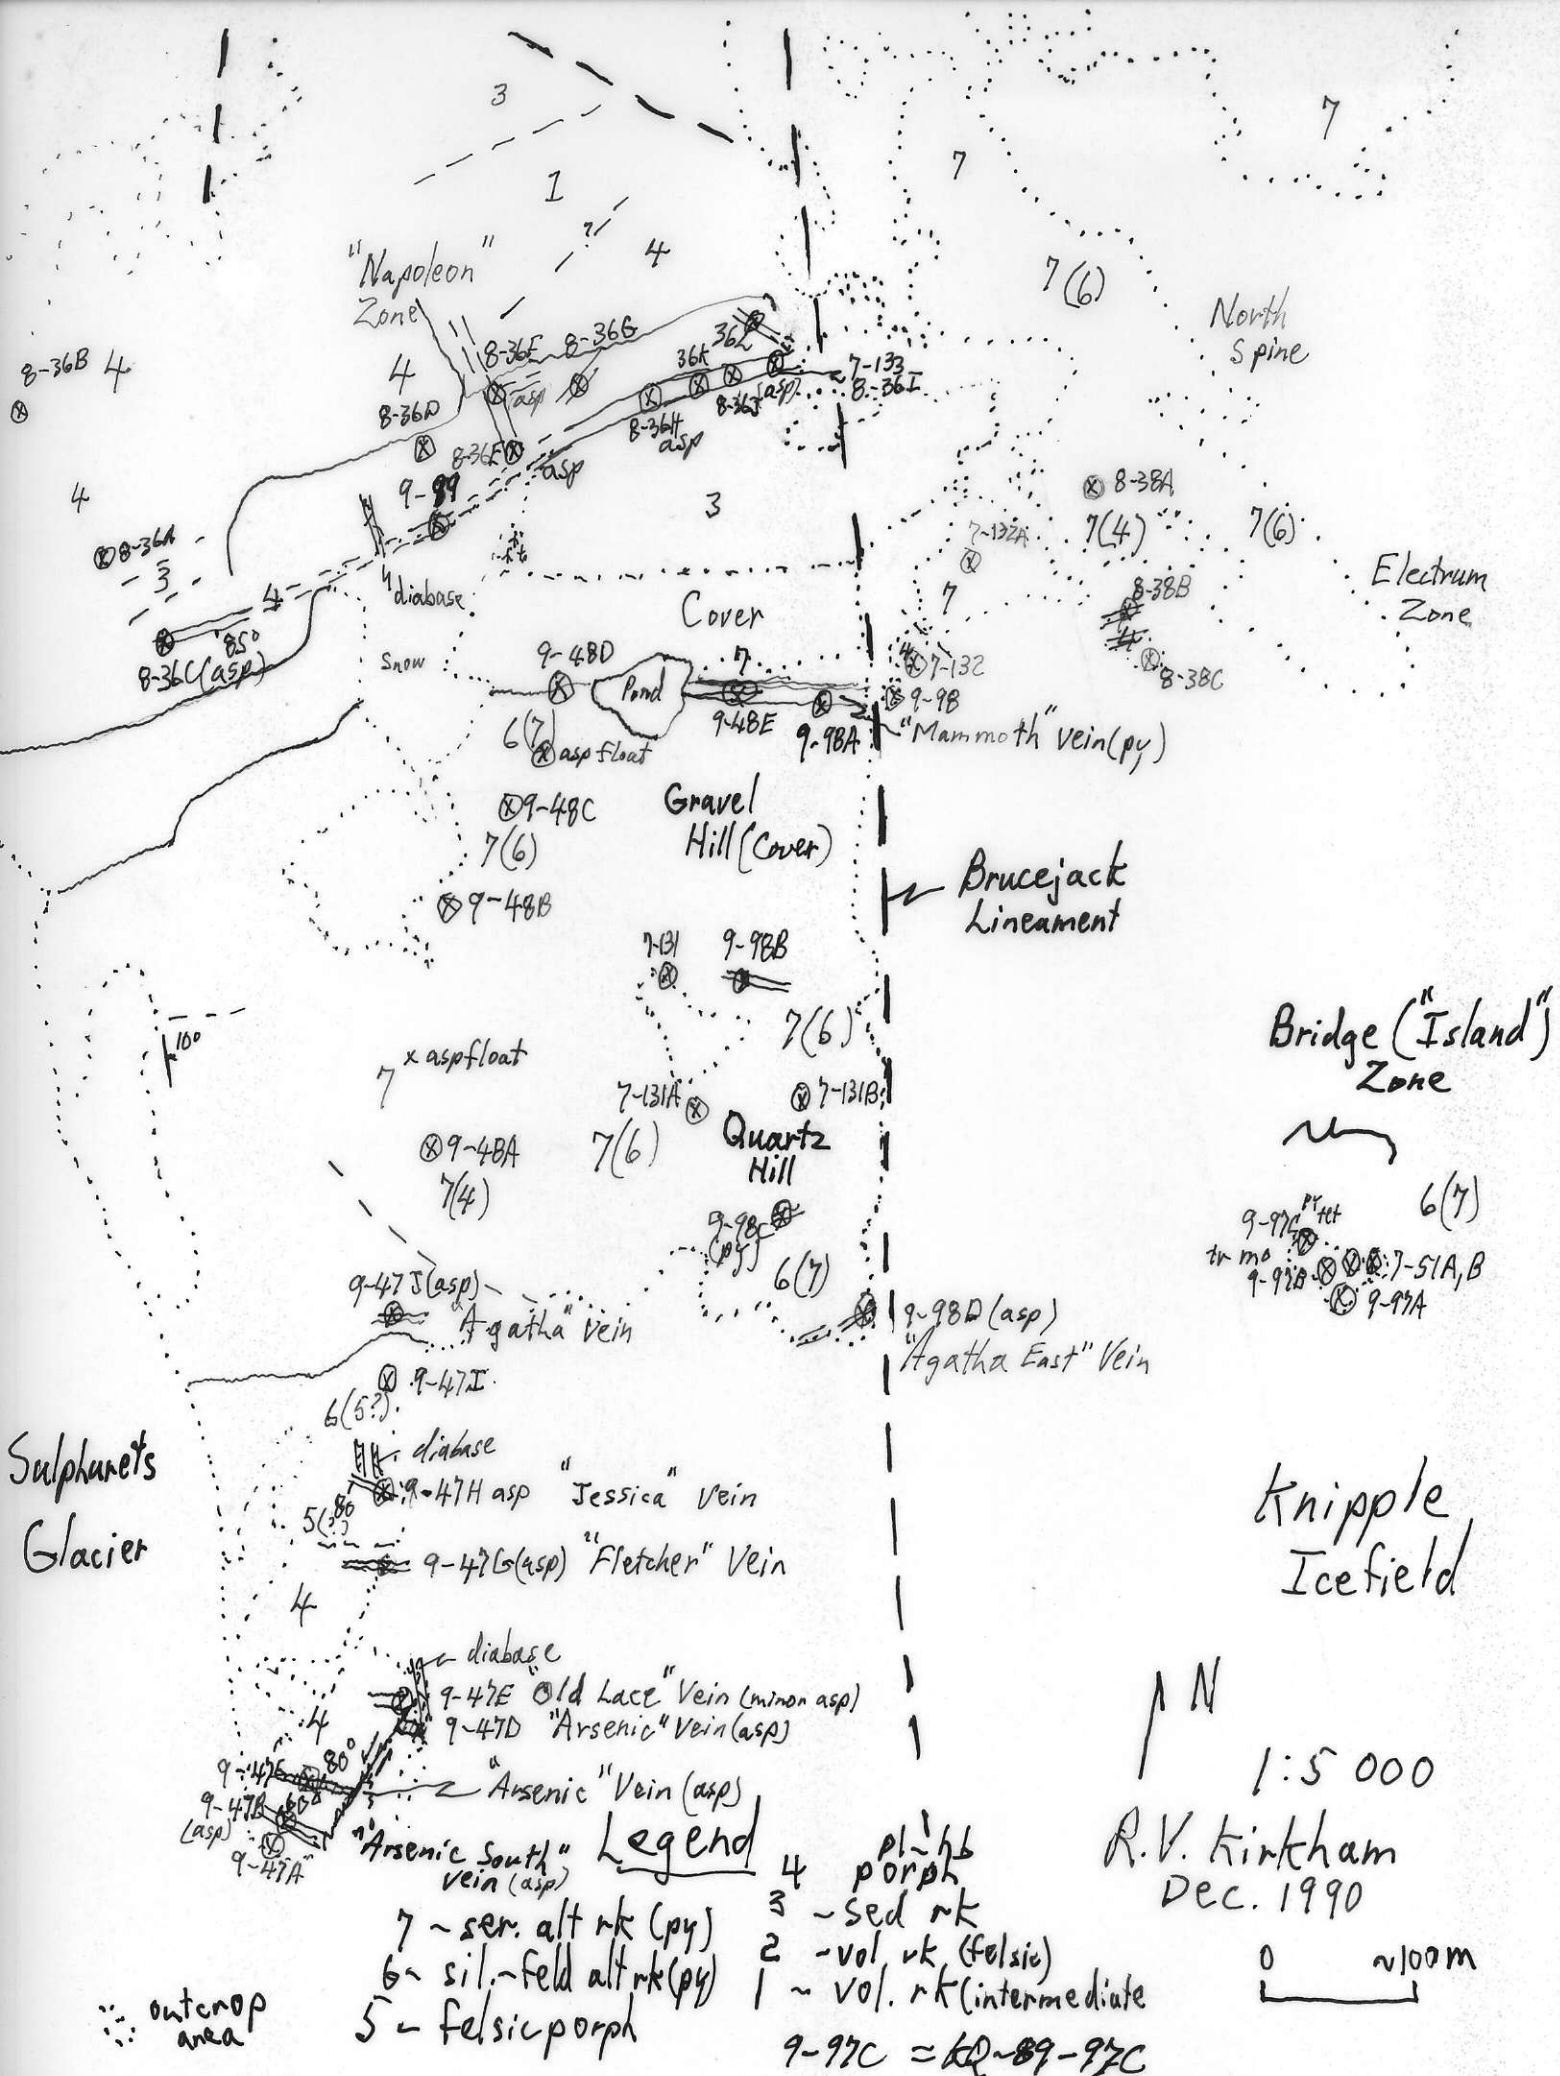 3
1
7
7
?
4
"Napoleon"
Zone
7(6)
North
Spine
8-36B 4
4
8-36F 8-36G
36L
36K
8-36D
asp
7-133
8-36I
8-36J (asp)
8-36H
asp
8-36E
asp
9-99
4
3
8-38A
7(4)
7(6)
7-132A
8-36A
3
4
"diabase
Cover
7
8-38B
Electrum
Zone
85°
8-36C (asp)
Snow
9-48D
Pond
7
7-132
8-38C
9-98
9-48E
9-98A
"Mammoth" vein (py)
6(7)
asp float
9-48C
7(6)
Gravel
Hill (Cover)
9-48B
Brucejack
Lineament
7-131
9-98B
10°
7(6)
Bridge ("Island")
Zone
x asp float
7
7-131A
7-131B
9-48A
7(4)
7(6)
Quartz
Hill
9-98C
(py)
6(7)
9-97C
py tet
6(7)
tr mo
9-97B
7-51A,B
9-97A
9-47J (asp)
"Agatha" vein
9-98D (asp)
"Agatha East" Vein
9-47I
6(5?)
Sulphurets
Glacier
diabase
9-47H asp "Jessica" vein
80
5(?)
9-47G (asp) "Fletcher" Vein
Knipple
Icefield
4
diabase
9-47E "Old Lace" Vein (minor asp)
4
9-47D "Arsenic" Vein (asp)
N
80°
9-47C
"Arsenic" Vein (asp)
9-47B
60°
(asp)
9-47A
"Arsenic South"
vein (asp)
1:5 000
R.V. Kirkham
Dec. 1990
Legend
4 pl-hb
porph
7 - ser. alt rk (py)
3 - sed rk
6 - sil.-feld alt rk (py)
2 - vol. rk (felsic)
5 - felsic porph
1 - vol. rk (intermediate
0 ~100m
outcrop
area
9-97C = KQ-89-97C